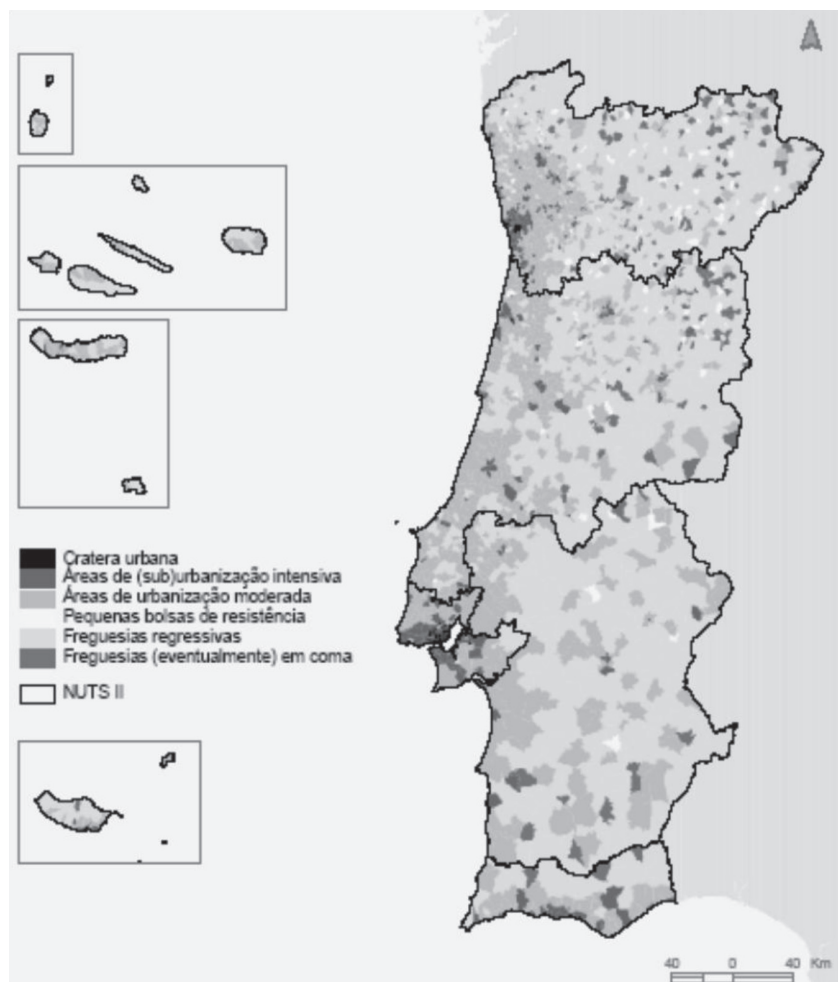 Cratera urbana
Áreas de (sub)urbanização intensiva
Áreas de urbanização moderada
Pequenas bolsas de resistência
Freguesias regressivas
Freguesias (eventualmente) em coma
NUTS II
40 0 40 Km